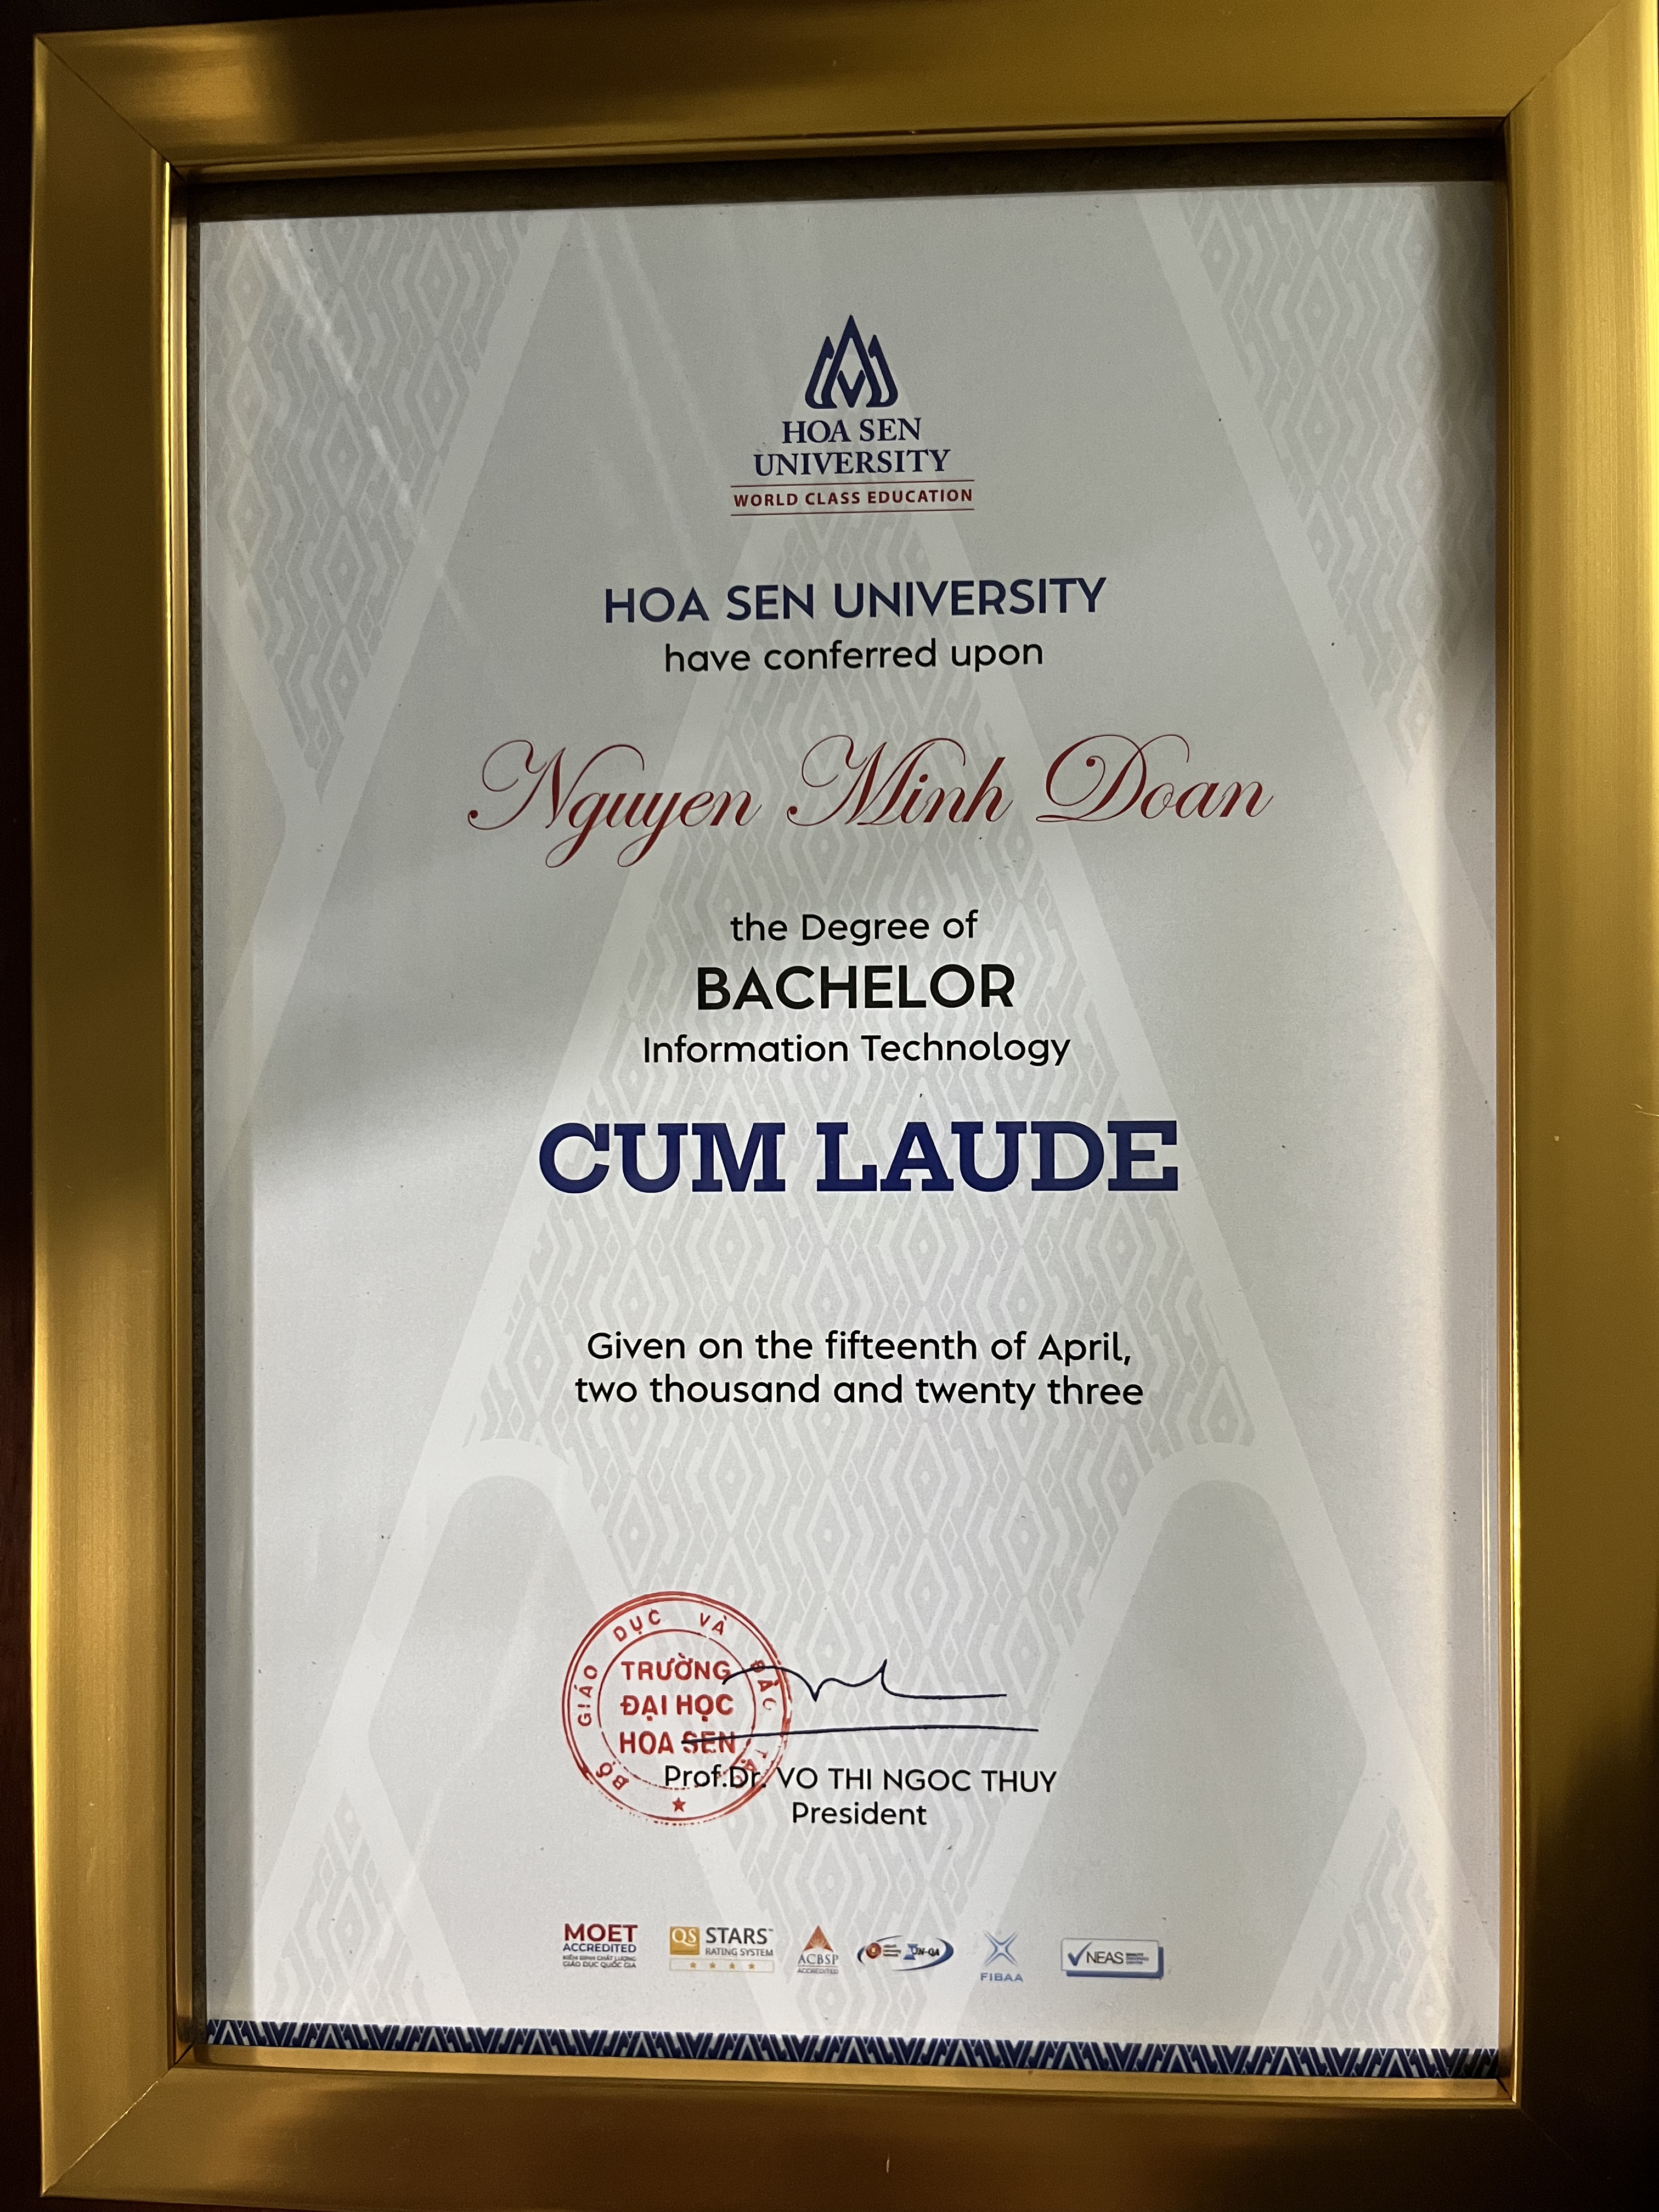 HOA SEN
UNIVERSITY
WORLD CLASS EDUCATION
HOA SEN UNIVERSITY
have conferred upon
Nguyen Minh Doan
the Degree of
BACHELOR
Information Technology
CUM LAUDE
Given on the fifteenth of April,
two thousand and twenty three
BỘ GIÁO DỤC VÀ ĐÀO TẠO
TRƯỜNG
ĐẠI HỌC
HOA SEN
Prof.Dr. VO THI NGOC THUY
President
MOET
ACCREDITED
KIỂM ĐỊNH CHẤT LƯỢNG
GIÁO DỤC QUỐC GIA
QS STARS™
RATING SYSTEM
ACBSP
ACCREDITED
UN-QA
FIBAA
NEAS